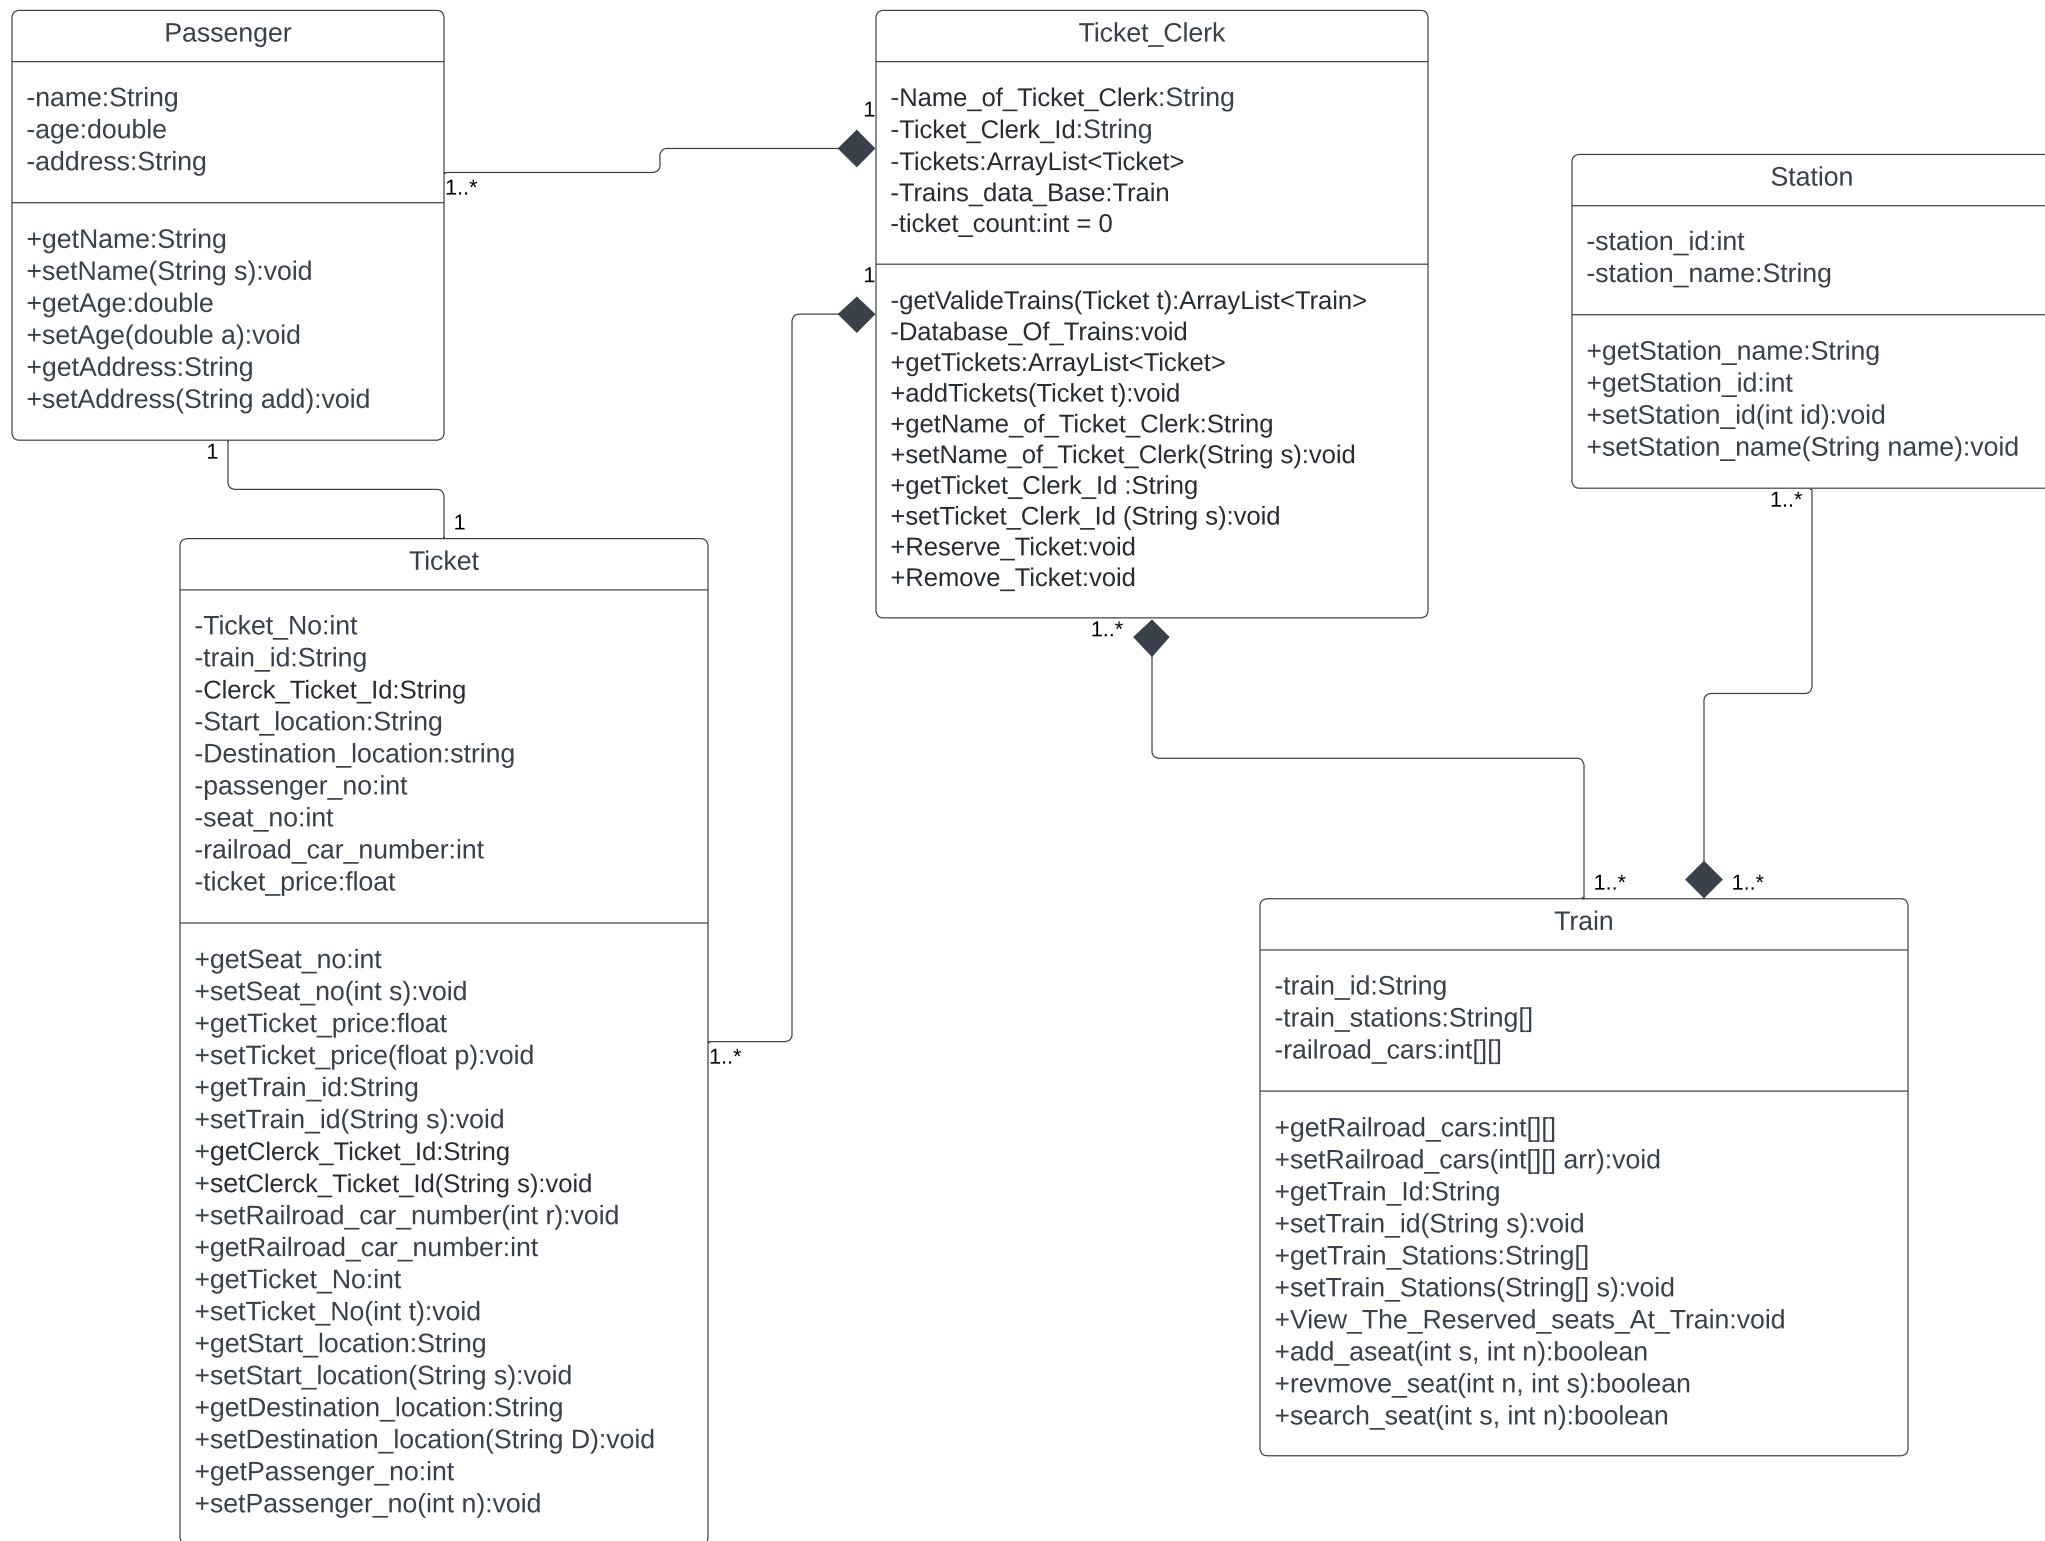 Passenger
-name:String
-age:double
-address:String
+getName:String
+setName(String s):void
+getAge:double
+setAge(double a):void
+getAddress:String
+setAddress(String add):void
1
1..*
1
Ticket_Clerk
-Name_of_Ticket_Clerk:String
-Ticket_Clerk_Id:String
-Tickets:ArrayList<Ticket>
-Trains_data_Base:Train
-ticket_count:int = 0
1
-getValideTrains(Ticket t):ArrayList<Train>
-Database_Of_Trains:void
+getTickets:ArrayList<Ticket>
+addTickets(Ticket t):void
+getName_of_Ticket_Clerk:String
+setName_of_Ticket_Clerk(String s):void
+getTicket_Clerk_Id :String
+setTicket_Clerk_Id (String s):void
+Reserve_Ticket:void
+Remove_Ticket:void
1..*
Station
-station_id:int
-station_name:String
+getStation_name:String
+getStation_id:int
+setStation_id(int id):void
+setStation_name(String name):void
1..*
1
Ticket
-Ticket_No:int
-train_id:String
-Clerck_Ticket_Id:String
-Start_location:String
-Destination_location:string
-passenger_no:int
-seat_no:int
-railroad_car_number:int
-ticket_price:float
+getSeat_no:int
+setSeat_no(int s):void
+getTicket_price:float
+setTicket_price(float p):void
+getTrain_id:String
+setTrain_id(String s):void
+getClerck_Ticket_Id:String
+setClerck_Ticket_Id(String s):void
+setRailroad_car_number(int r):void
+getRailroad_car_number:int
+getTicket_No:int
+setTicket_No(int t):void
+getStart_location:String
+setStart_location(String s):void
+getDestination_location:String
+setDestination_location(String D):void
+getPassenger_no:int
+setPassenger_no(int n):void
1..*
1..*
1..*
Train
-train_id:String
-train_stations:String[]
-railroad_cars:int[][]
+getRailroad_cars:int[][]
+setRailroad_cars(int[][] arr):void
+getTrain_Id:String
+setTrain_id(String s):void
+getTrain_Stations:String[]
+setTrain_Stations(String[] s):void
+View_The_Reserved_seats_At_Train:void
+add_aseat(int s, int n):boolean
+revmove_seat(int n, int s):boolean
+search_seat(int s, int n):boolean